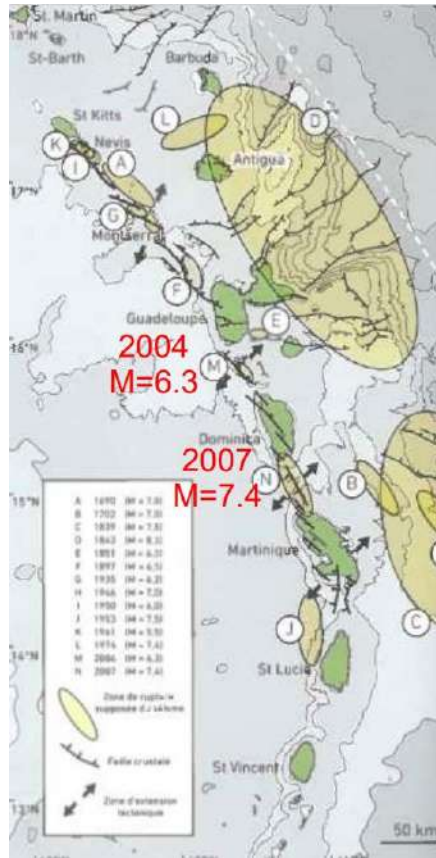 St. Martin
18°N
St-Barth
Barbuda
L
D
St Kitts
K
Nevis
I
A
Antigua
17°N
G
Montserrat
F
Guadeloupe
E
16°N
2004
M
M=6.3
Dominica
2007
N
B
M=7.4
15°N
Martinique
C
J
14°N
St Lucia
St Vincent
13°N
50 km
A 1690 (M = 7.0)
B 1702 (M = 7.0)
C 1839 (M = 7.8)
D 1843 (M = 8.3)
E 1851 (M = 6.0)
F 1897 (M = 6.5)
G 1935 (M = 6.2)
H 1946 (M = 7.0)
I 1950 (M = 6.0)
J 1953 (M = 7.5)
K 1961 (M = 5.5)
L 1974 (M = 7.4)
M 2004 (M = 6.3)
N 2007 (M = 7.4)
Zone de rupture
supposée du séisme
Faille crustale
Zone d'extension
tectonique